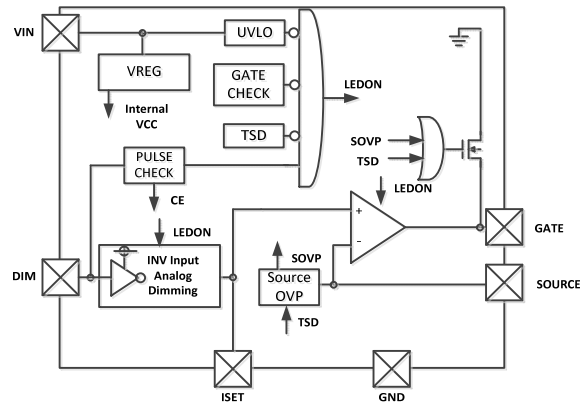 VIN
UVLO
VREG
GATE
CHECK
LEDON
Internal
VCC
TSD
SOVP
TSD
PULSE
CHECK
CE
LEDON
LEDON
+
-
GATE
DIM
INV Input
Analog
Dimming
SOVP
Source
OVP
TSD
SOURCE
ISET
GND